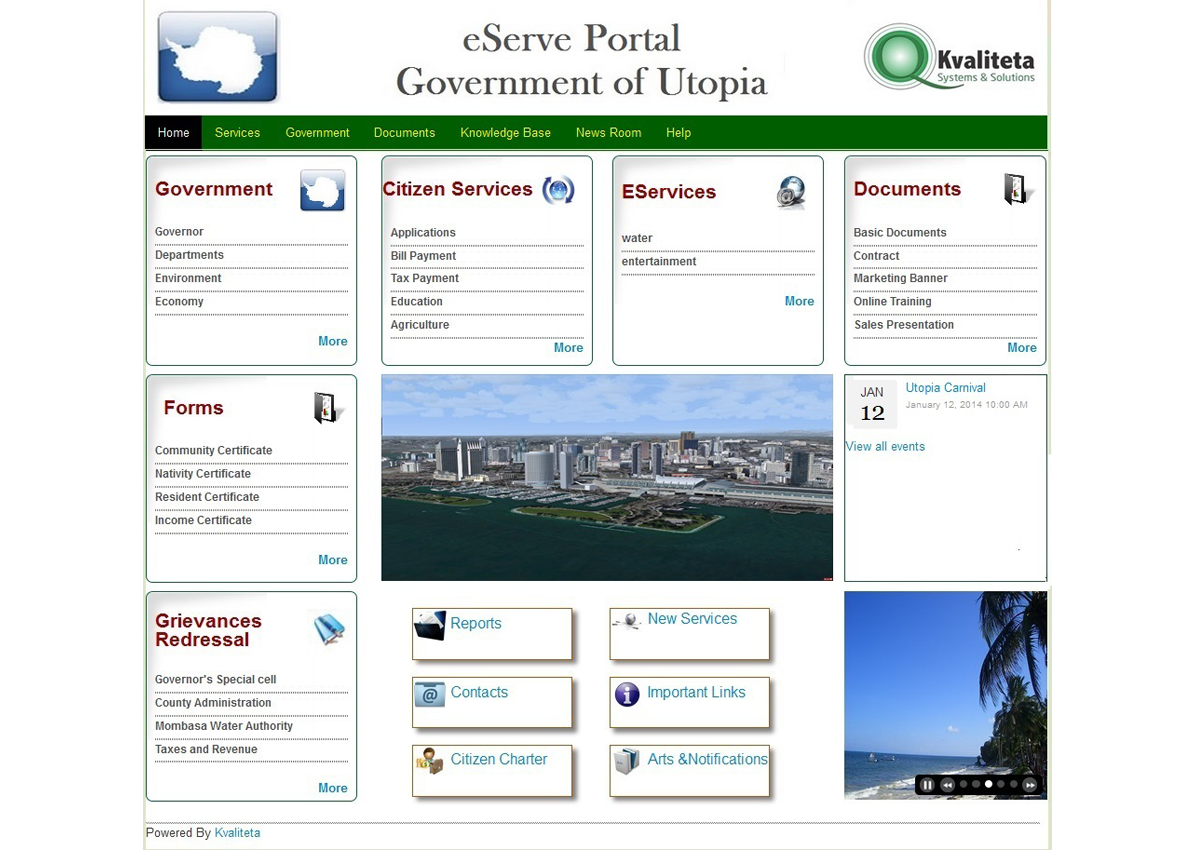 eServe Portal
Government of Utopia
Kvaliteta
Systems & Solutions
Home Services Government Documents Knowledge Base News Room Help
Government
Governor
Departments
Environment
Economy
More
Citizen Services
Applications
Bill Payment
Tax Payment
Education
Agriculture
More
EServices
water
entertainment
More
Documents
Basic Documents
Contract
Marketing Banner
Online Training
Sales Presentation
More
Forms
Community Certificate
Nativity Certificate
Resident Certificate
Income Certificate
More
JAN
12
Utopia Carnival
January 12, 2014 10:00 AM
View all events
Grievances
Redressal
Governor's Special cell
County Administration
Mombasa Water Authority
Taxes and Revenue
More
Reports
New Services
Contacts
Important Links
Citizen Charter
Arts &Notifications
Powered By Kvaliteta